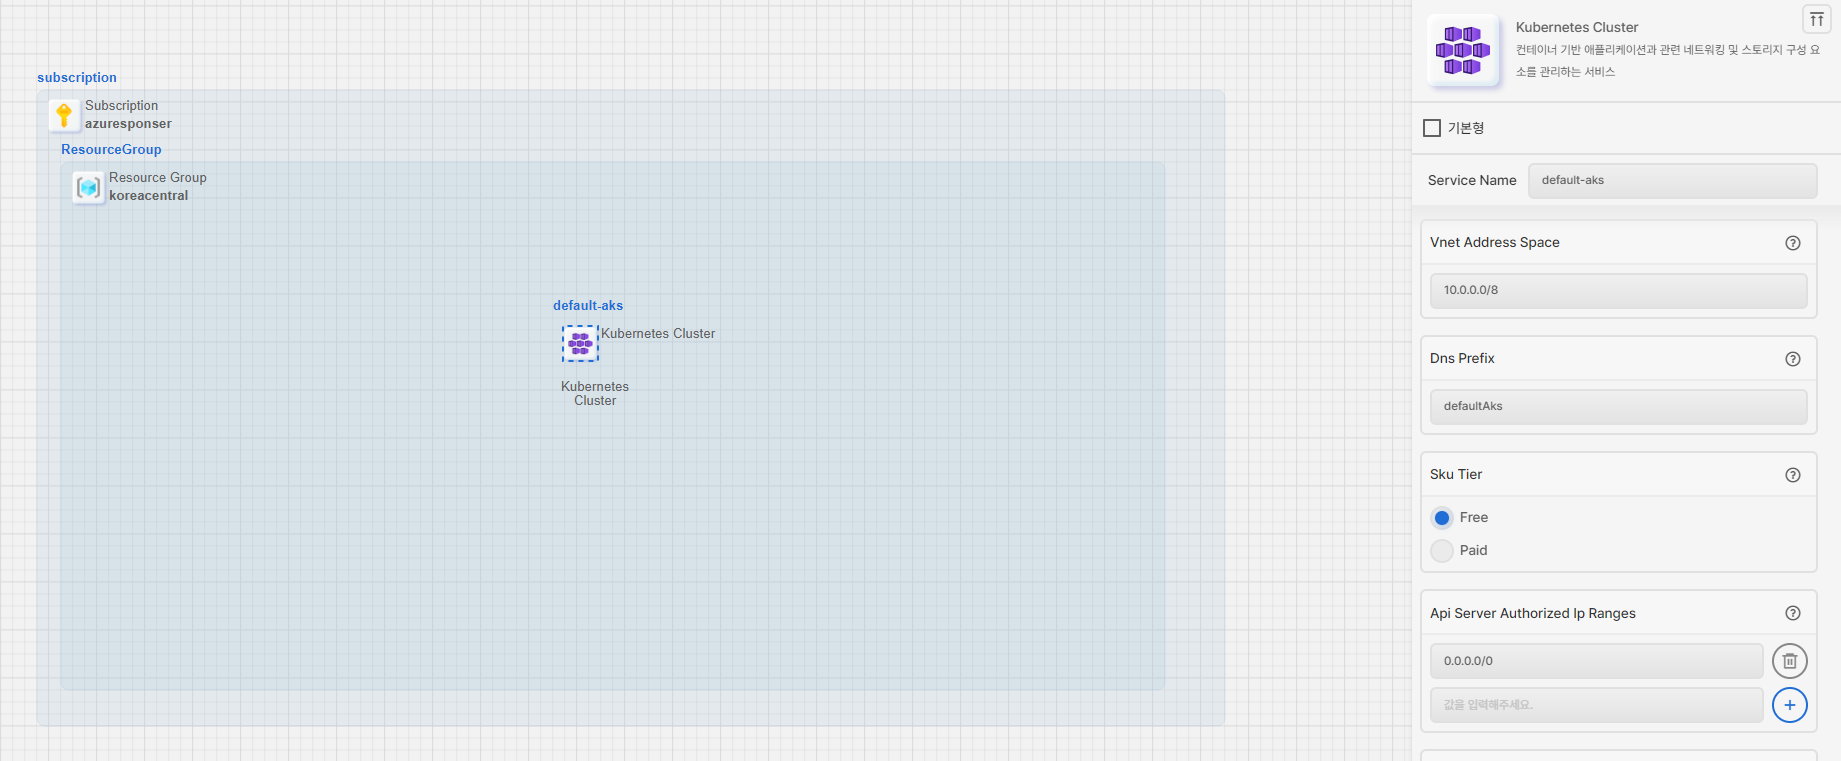 subscription
Subscription
azuresponser
ResourceGroup
Resource Group
koreacentral
default-aks
Kubernetes Cluster
Kubernetes
Cluster
Kubernetes Cluster
컨테이너 기반 애플리케이션과 관련 네트워킹 및 스토리지 구성 요
소를 관리하는 서비스
기본형
Service Name
default-aks
Vnet Address Space
10.0.0.0/8
Dns Prefix
defaultAks
Sku Tier
Free
Paid
Api Server Authorized Ip Ranges
0.0.0.0/0
값을 입력해주세요.